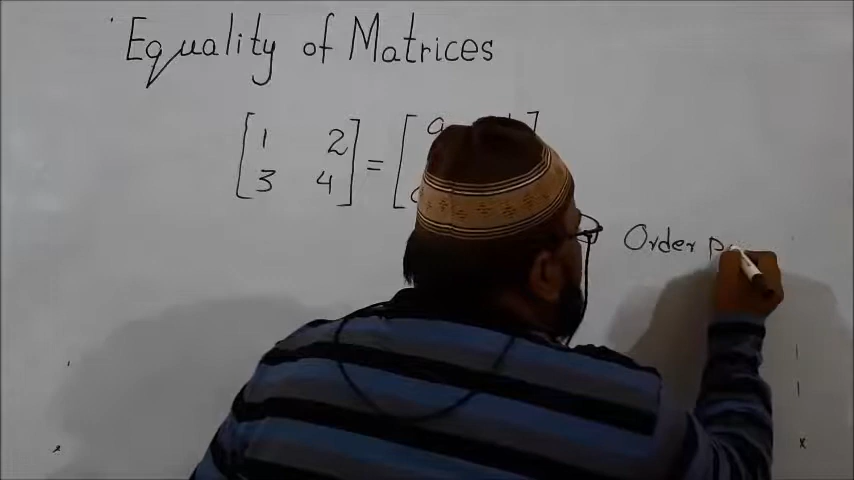 Equality of Matrices
1 2 = a
3 4
Order